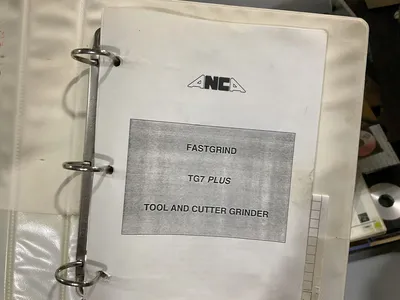 ANCA
FASTGRIND
TG7 PLUS
TOOL AND CUTTER GRINDER